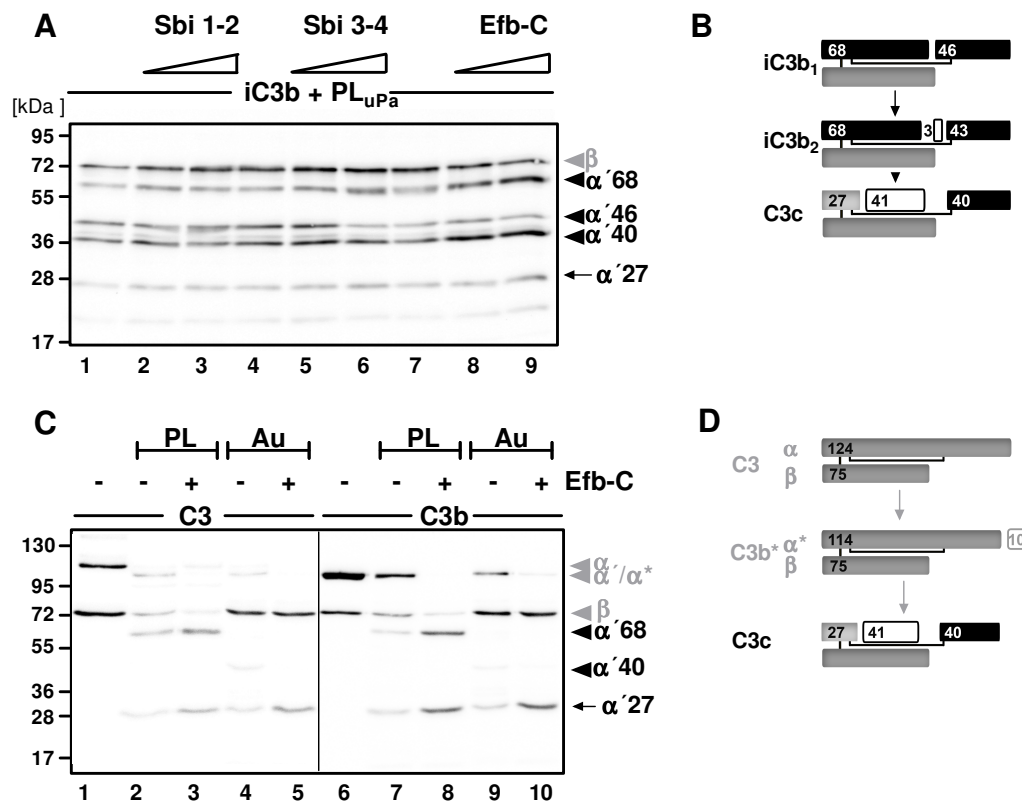 A
Sbi 1-2 Sbi 3-4 Efb-C
iC3b + PLuPa
[kDa ]
95
72
55
36
28
17
β
α´68
α´46
α´40
α´27
1 2 3 4 5 6 7 8 9
B
iC3b1
68 46
iC3b2
68 3 43
C3c
27 41 40
C
PL Au PL Au
- - + - + - - + - + Efb-C
C3 C3b
130
95
72
55
36
28
17
α
α´/α*
β
α´68
α´40
α´27
1 2 3 4 5 6 7 8 9 10
D
C3 α 124
β 75
C3b* α* 114 10
β 75
C3c
27 41 40